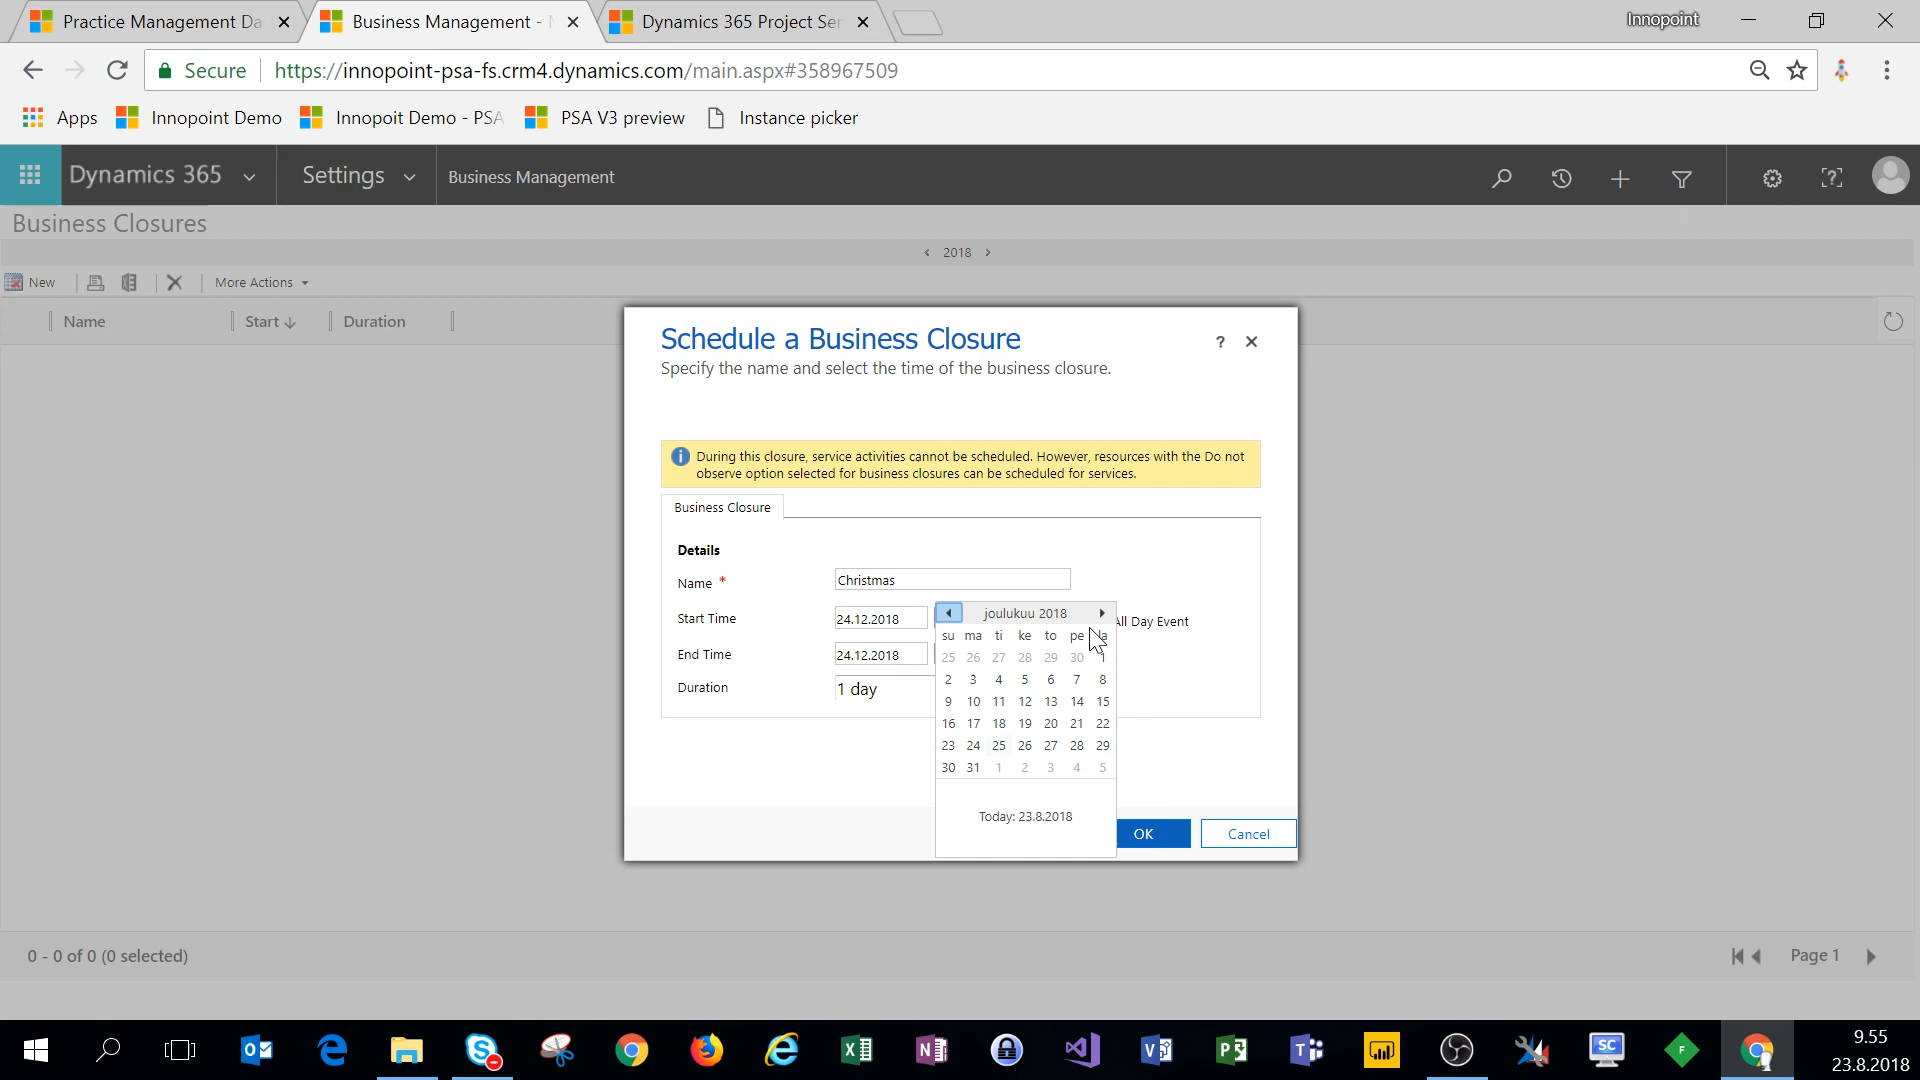 Practice Management Da
Business Management -
Dynamics 365 Project Ser
Innopoint
Secure
https://innopoint-psa-fs.crm4.dynamics.com/main.aspx#358967509
Apps
Innopoint Demo
Innopoit Demo - PSA
PSA V3 preview
Instance picker
Dynamics 365
Settings
Business Management
Business Closures
2018
New
More Actions
Name
Start
Duration
Schedule a Business Closure
Specify the name and select the time of the business closure.
During this closure, service activities cannot be scheduled. However, resources with the Do not
observe option selected for business closures can be scheduled for services.
Business Closure
Details
Name *
Christmas
Start Time
24.12.2018
All Day Event
End Time
24.12.2018
Duration
1 day
joulukuu 2018
su ma ti ke to pe la
25 26 27 28 29 30 1
2 3 4 5 6 7 8
9 10 11 12 13 14 15
16 17 18 19 20 21 22
23 24 25 26 27 28 29
30 31 1 2 3 4 5
Today: 23.8.2018
OK
Cancel
0 - 0 of 0 (0 selected)
Page 1
9.55
23.8.2018